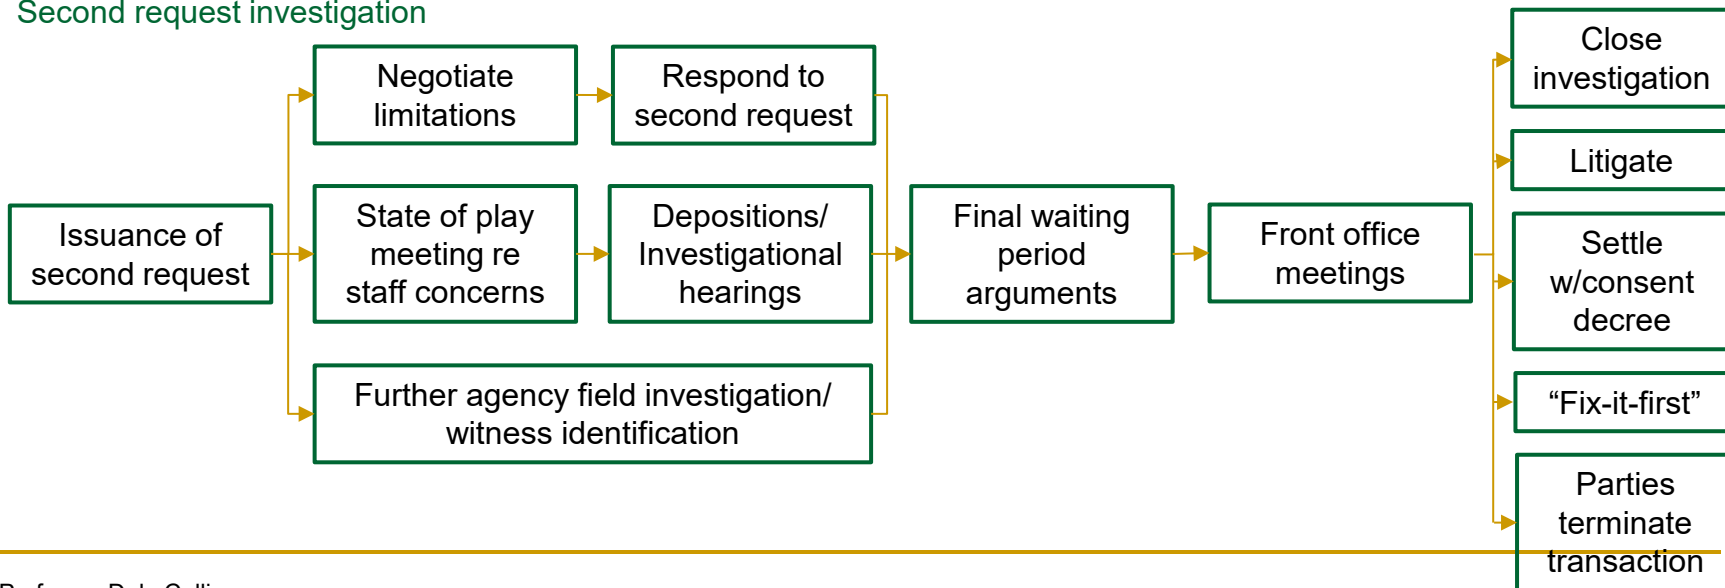 Second request investigation
Issuance of
second request
Negotiate
limitations
Respond to
second request
State of play
meeting re
staff concerns
Depositions/
Investigational
hearings
Further agency field investigation/
witness identification
Final waiting
period
arguments
Front office
meetings
Close
investigation
Litigate
Settle
w/consent
decree
“Fix-it-first”
Parties
terminate
transaction